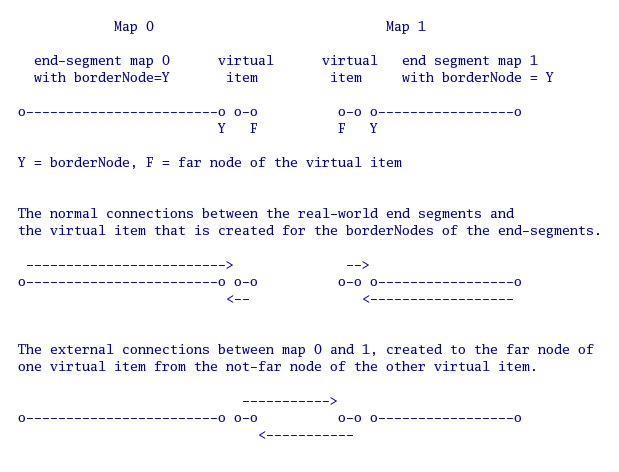 Map 0                             Map 1
  end-segment map 0      virtual      virtual   end segment map 1
  with borderNode=Y       item         item     with borderNode = Y
o------------------------o o-o          o-o o-----------------o
                         Y   F          F   Y
Y = borderNode, F = far node of the virtual item
The normal connections between the real-world end segments and
the virtual item that is created for the borderNodes of the end-segments.
 ------------------------->              -->
o------------------------o o-o          o-o o-----------------o
                          <--              <------------------
The external connections between map 0 and 1, created to the far node of
one virtual item from the not-far node of the other virtual item.
                            ----------->
o------------------------o o-o          o-o o-----------------o
                              <-----------